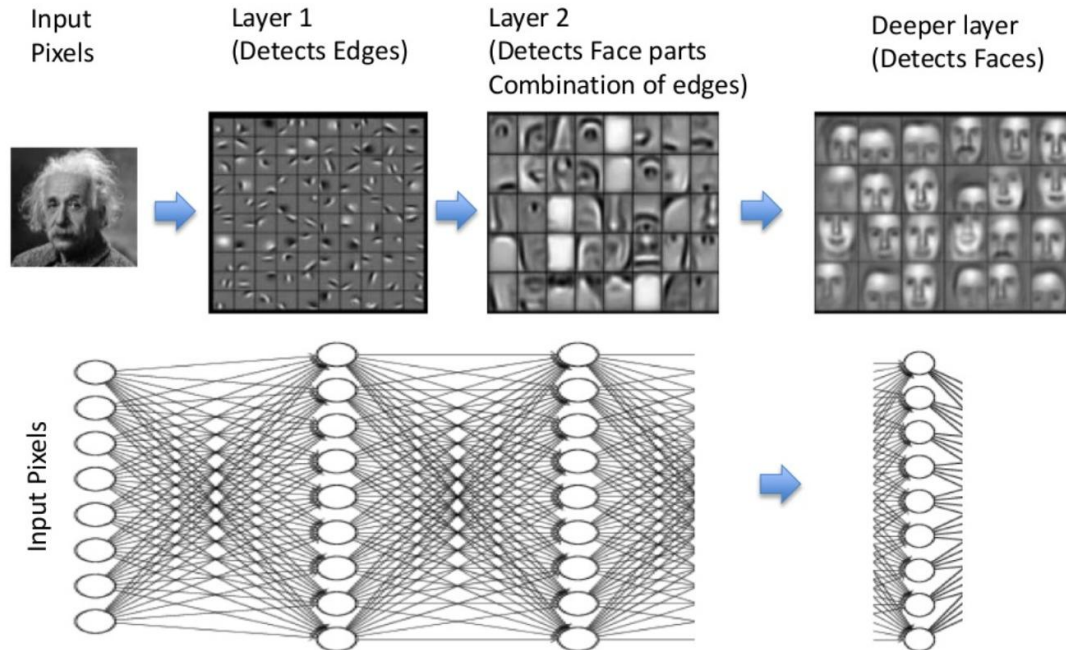 Input
Pixels
Layer 1
(Detects Edges)
Layer 2
(Detects Face parts
Combination of edges)
Deeper layer
(Detects Faces)
Input Pixels